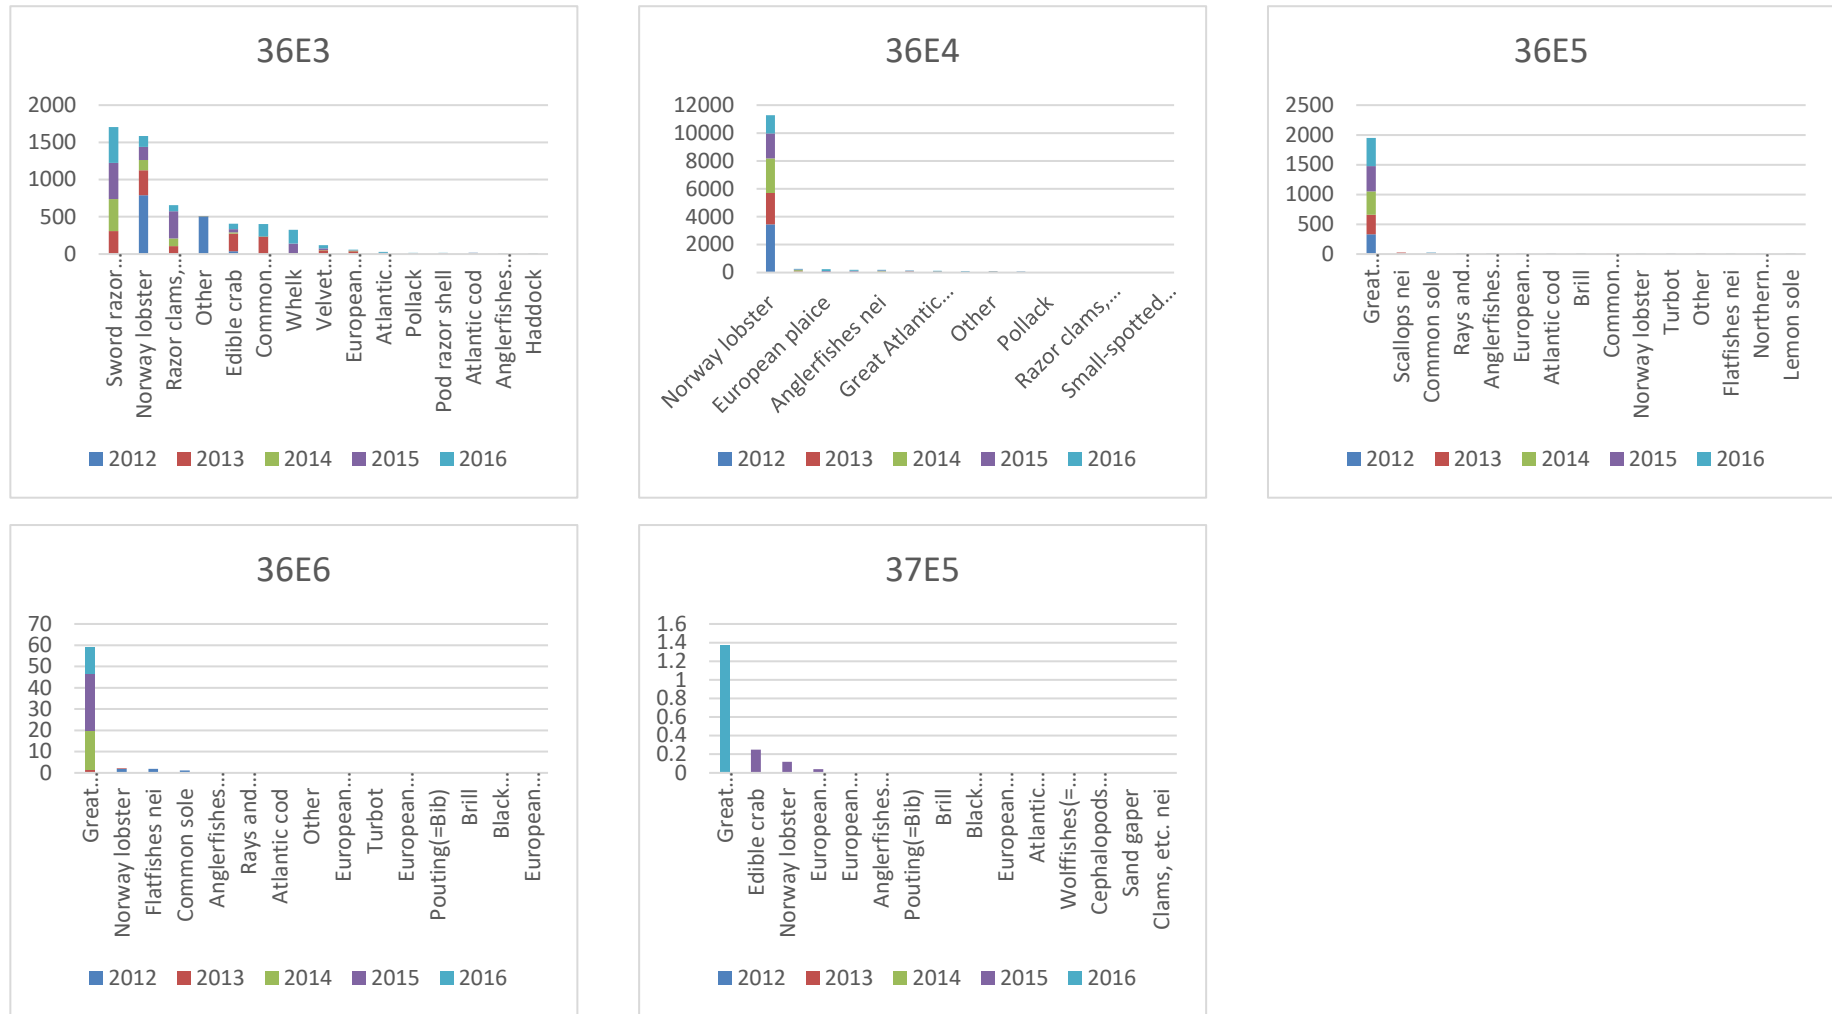 36E3
2000
1500
1000
500
0
Sword razor…
Norway lobster
Razor clams,…
Other
Edible crab
Common…
Whelk
Velvet…
European…
Atlantic…
Pollack
Pod razor shell
Atlantic cod
Anglerfishes…
Haddock
2012 2013 2014 2015 2016
36E4
12000
10000
8000
6000
4000
2000
0
Norway lobster
European plaice
Anglerfishes nei
Great Atlantic…
Other
Pollack
Razor clams,…
Small-spotted…
2012 2013 2014 2015 2016
36E5
2500
2000
1500
1000
500
0
Great…
Scallops nei
Common sole
Rays and…
Anglerfishes…
European…
Atlantic cod
Brill
Common…
Norway lobster
Turbot
Other
Flatfishes nei
Northern…
Lemon sole
2012 2013 2014 2015 2016
36E6
70
60
50
40
30
20
10
0
Great…
Norway lobster
Flatfishes nei
Common sole
Anglerfishes…
Rays and…
Atlantic cod
Other
European…
Turbot
European…
Pouting(=Bib)
Brill
Black…
European…
2012 2013 2014 2015 2016
37E5
1.6
1.4
1.2
1
0.8
0.6
0.4
0.2
0
Great…
Edible crab
Norway lobster
European…
European…
Anglerfishes…
Pouting(=Bib)
Brill
Black…
European…
Atlantic…
Wolffishes(=…
Cephalopods…
Sand gaper
Clams, etc. nei
2012 2013 2014 2015 2016